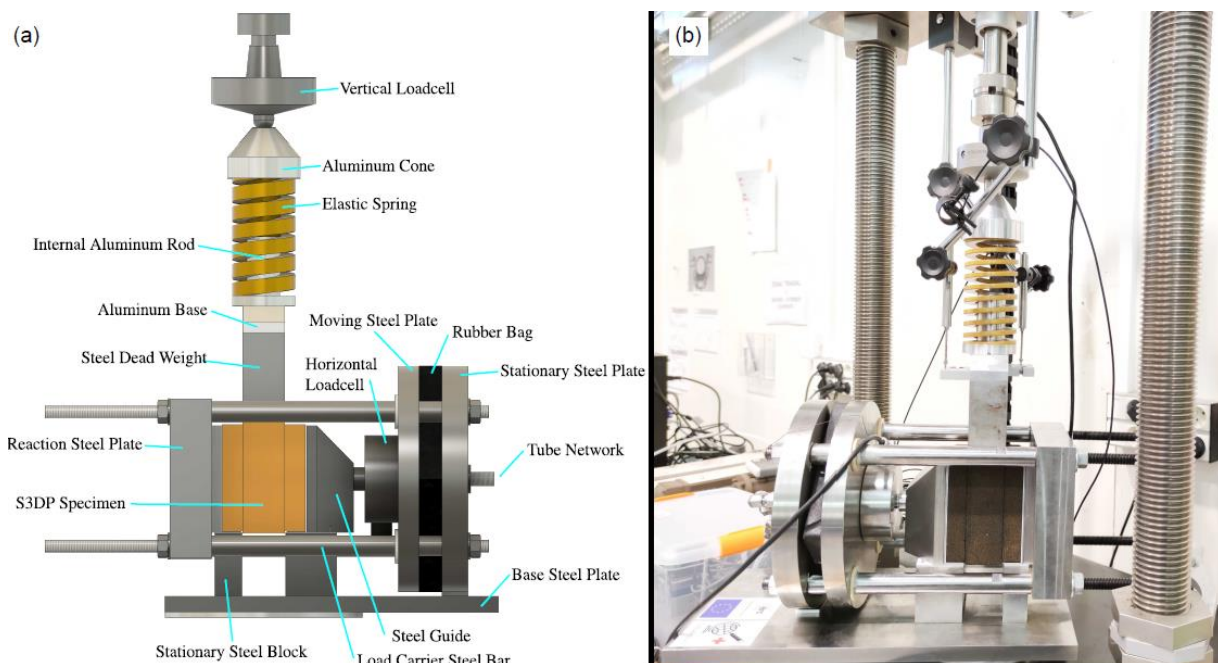 (a)
Vertical Loadcell
Aluminum Cone
Elastic Spring
Internal Aluminum Rod
Aluminum Base
Moving Steel Plate
Rubber Bag
Steel Dead Weight
Horizontal
Loadcell
Stationary Steel Plate
Reaction Steel Plate
Tube Network
S3DP Specimen
Base Steel Plate
Steel Guide
Stationary Steel Block
Load Carrier Steel Bar
(b)